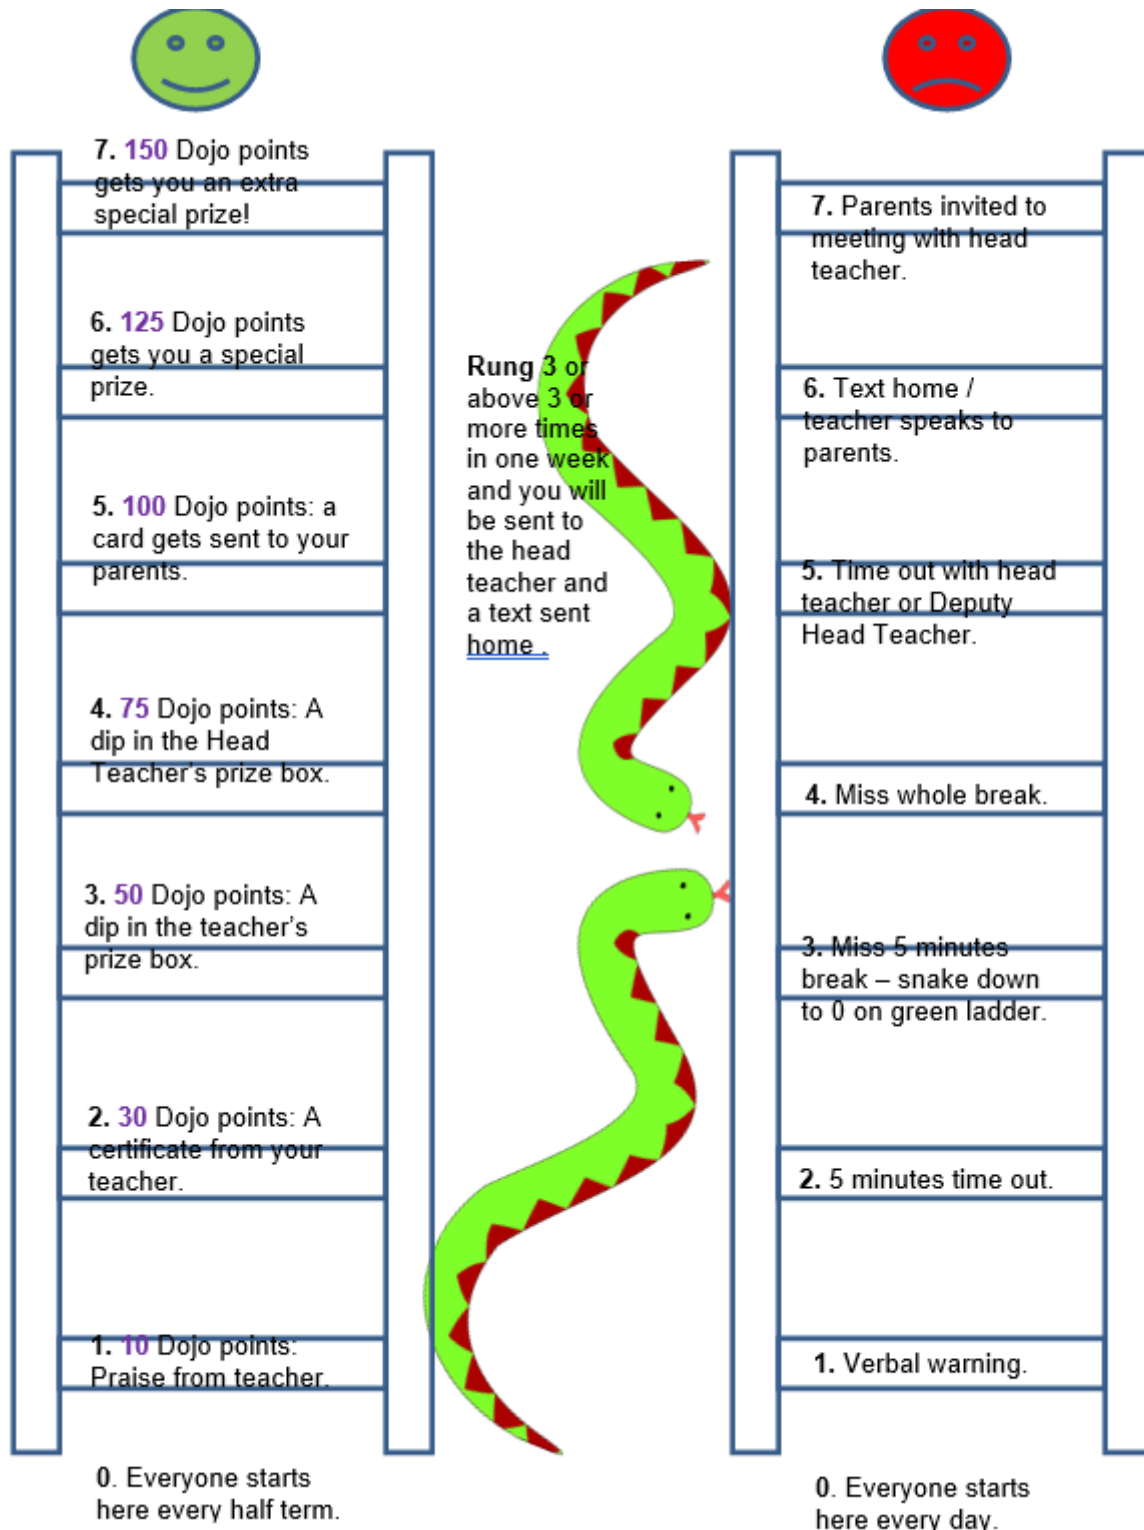 7. 150 Dojo points
gets you an extra
special prize!
6. 125 Dojo points
gets you a special
prize.
5. 100 Dojo points: a
card gets sent to your
parents.
4. 75 Dojo points: A
dip in the Head
Teacher's prize box.
3. 50 Dojo points: A
dip in the teacher's
prize box.
2. 30 Dojo points: A
certificate from your
teacher.
1. 10 Dojo points:
Praise from teacher.
0. Everyone starts
here every half term.
Rung 3 or
above 3 or
more times
in one week
and you will
be sent to
the head
teacher and
a text sent
home .
7. Parents invited to
meeting with head
teacher.
6. Text home /
teacher speaks to
parents.
5. Time out with head
teacher or Deputy
Head Teacher.
4. Miss whole break.
3. Miss 5 minutes
break – snake down
to 0 on green ladder.
2. 5 minutes time out.
1. Verbal warning.
0. Everyone starts
here every day.